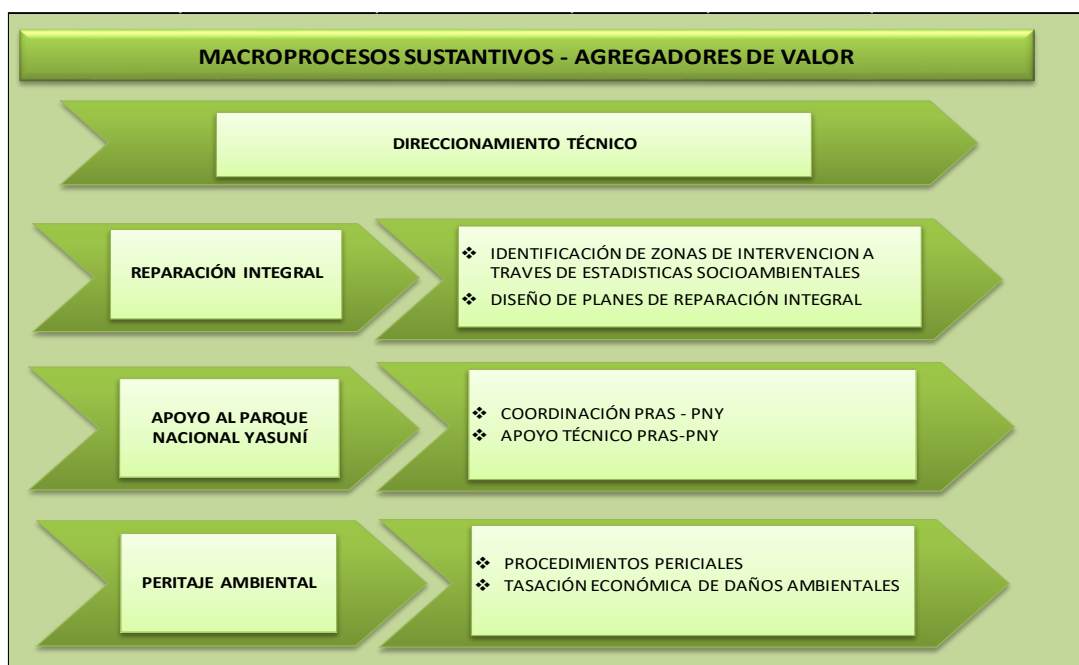 MACROPROCESOS SUSTANTIVOS - AGREGADORES DE VALOR
DIRECCIONAMIENTO TÉCNICO
REPARACIÓN INTEGRAL
❖ IDENTIFICACIÓN DE ZONAS DE INTERVENCION A
TRAVES DE ESTADISTICAS SOCIOAMBIENTALES
❖ DISEÑO DE PLANES DE REPARACIÓN INTEGRAL
APOYO AL PARQUE
NACIONAL YASUNÍ
❖ COORDINACIÓN PRAS - PNY
❖ APOYO TÉCNICO PRAS-PNY
PERITAJE AMBIENTAL
❖ PROCEDIMIENTOS PERICIALES
❖ TASACIÓN ECONÓMICA DE DAÑOS AMBIENTALES